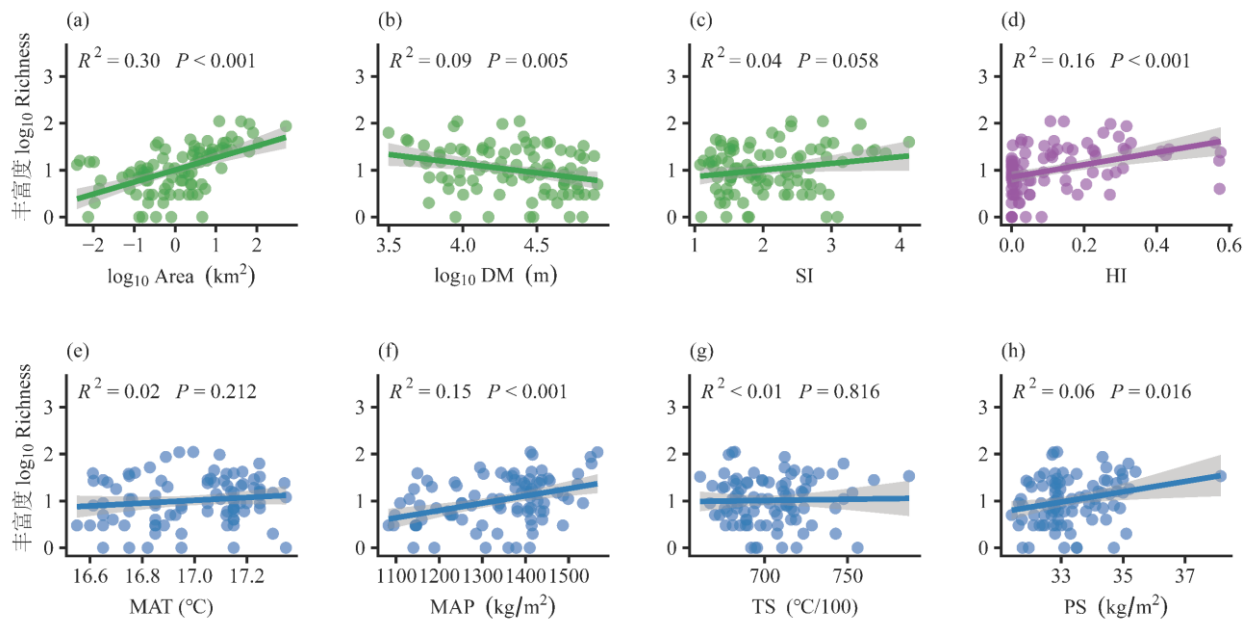 (a)
(b)
(c)
(d)
R² = 0.30 P < 0.001
R² = 0.09 P = 0.005
R² = 0.04 P = 0.058
R² = 0.16 P < 0.001
丰富度 log₁₀ Richness
3
2
1
0
3
2
1
0
3
2
1
0
3
2
1
0
−2 −1 0 1 2
3.5 4.0 4.5
1 2 3 4
0.0 0.2 0.4 0.6
log₁₀ Area (km²)
log₁₀ DM (m)
SI
HI
(e)
(f)
(g)
(h)
R² = 0.02 P = 0.212
R² = 0.15 P < 0.001
R² < 0.01 P = 0.816
R² = 0.06 P = 0.016
丰富度 log₁₀ Richness
3
2
1
0
3
2
1
0
3
2
1
0
3
2
1
0
16.6 16.8 17.0 17.2
1100 1200 1300 1400 1500
700 750
33 35 37
MAT (℃)
MAP (kg/m²)
TS (℃/100)
PS (kg/m²)